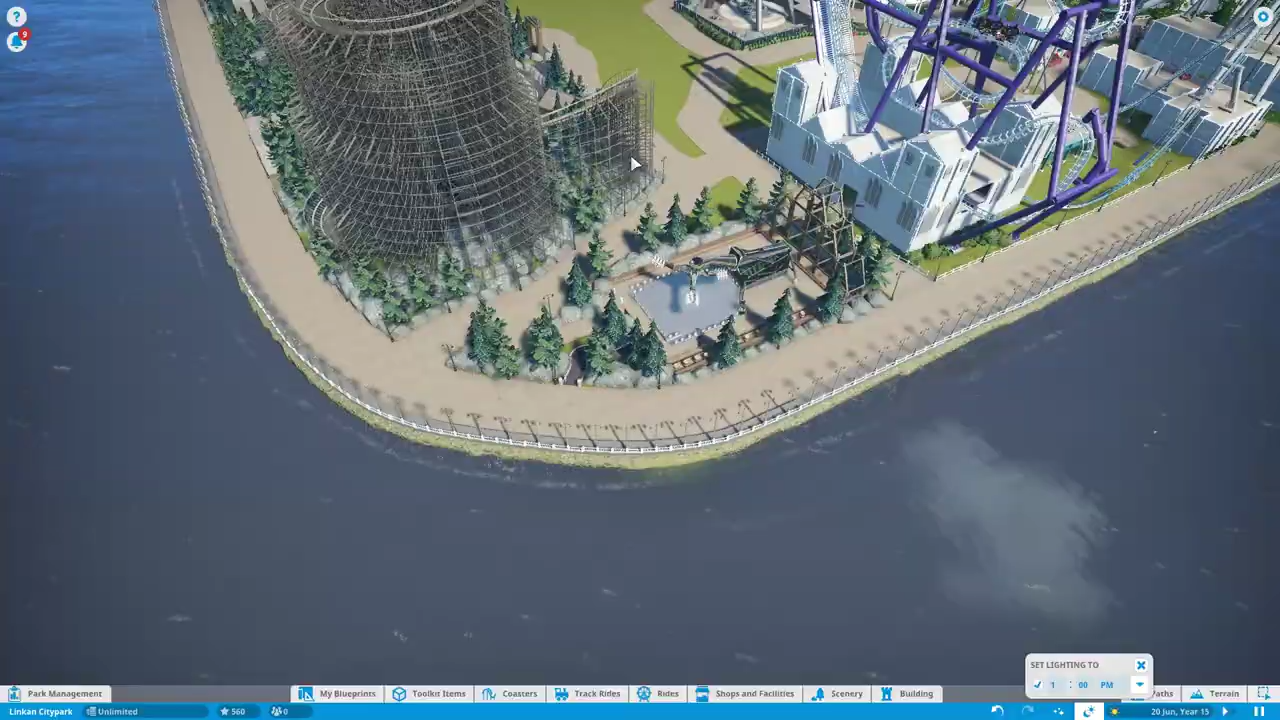 ?
9
SET LIGHTING TO
1 : 00 PM
Park Management
My Blueprints
Toolkit Items
Coasters
Track Rides
Rides
Shops and Facilities
Scenery
Building
Paths
Terrain
Linkan Citypark
Unlimited
560
0
20 Jun, Year 15